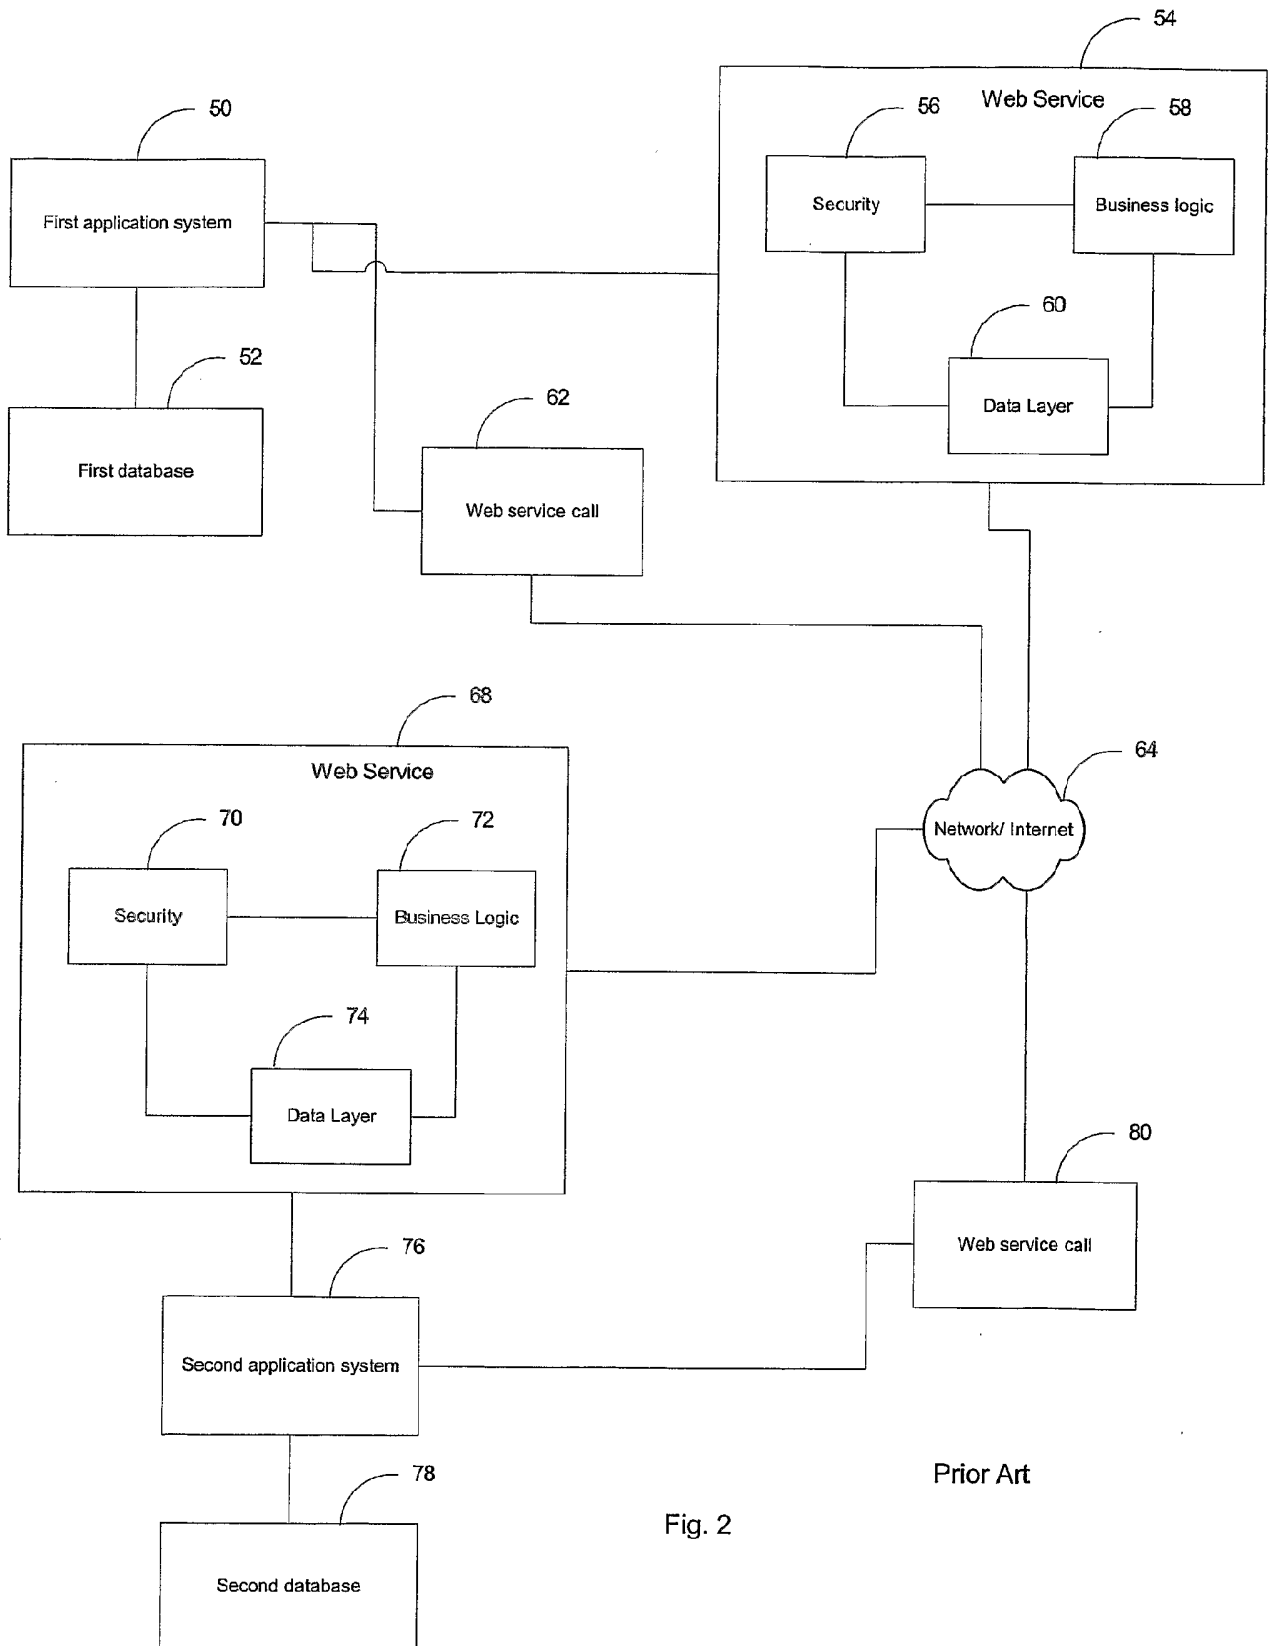 54
Web Service
50
56
58
First application system
Security
Business logic
60
52
Data Layer
62
First database
Web service call
68
64
Web Service
70
72
Network/ Internet
Security
Business Logic
74
Data Layer
80
76
Web service call
Second application system
78
Prior Art
Fig. 2
Second database